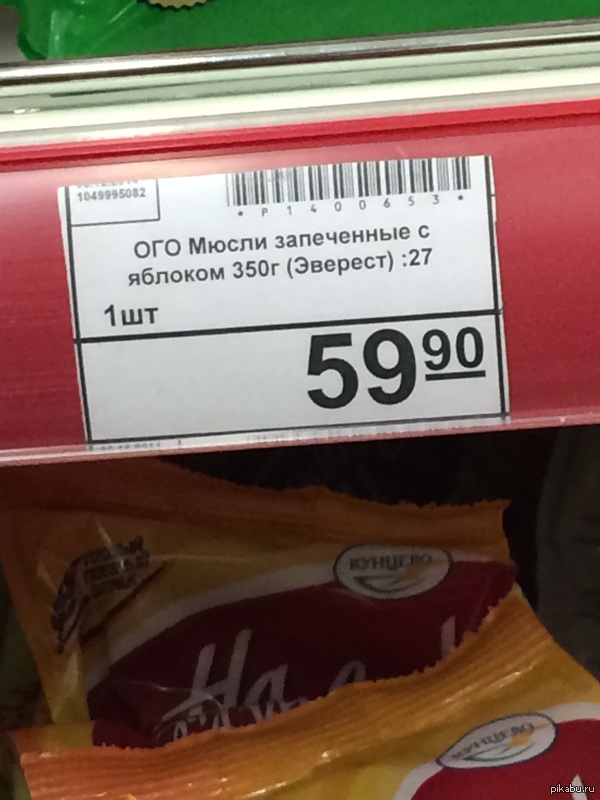 1049995082
* P 1 4 0 0 6 5 3 *
ОГО Мюсли запеченные с
яблоком 350г (Эверест) :27
1шт
59 90
КУНЦЕВО
На
pikabu.ru